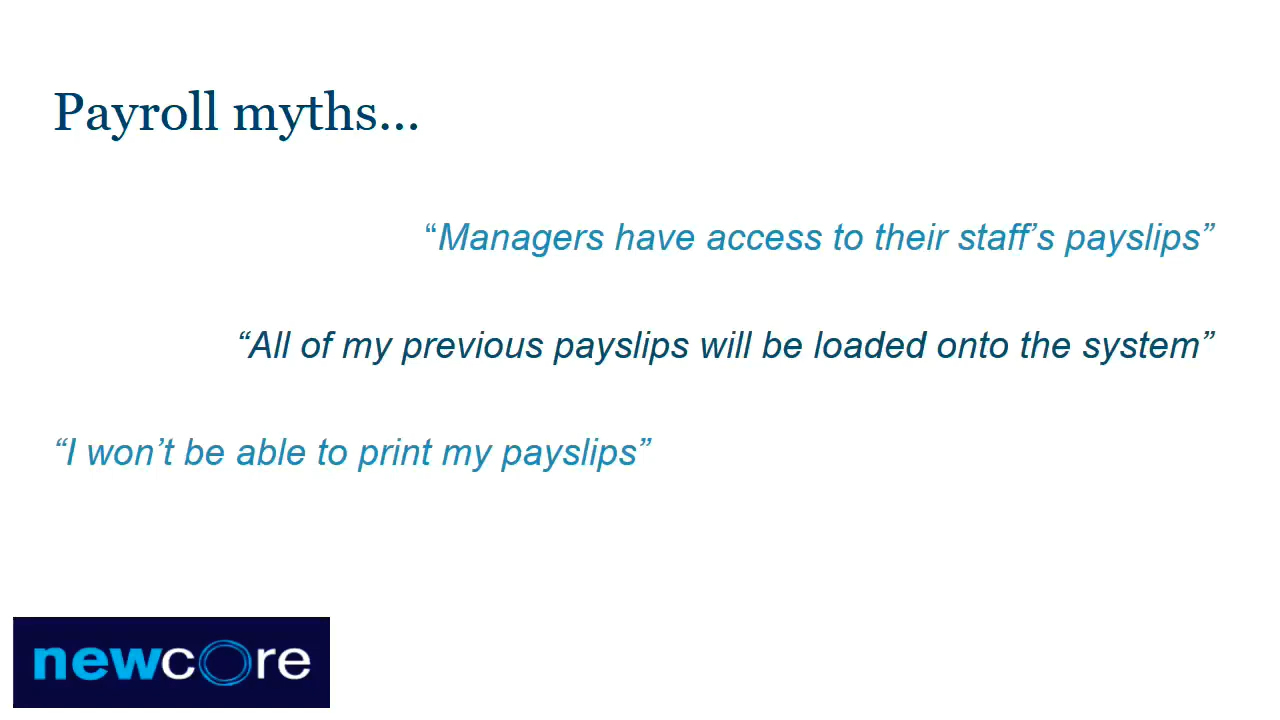 Payroll myths...
“Managers have access to their staff’s payslips”
“All of my previous payslips will be loaded onto the system”
“I won’t be able to print my payslips”
newcore